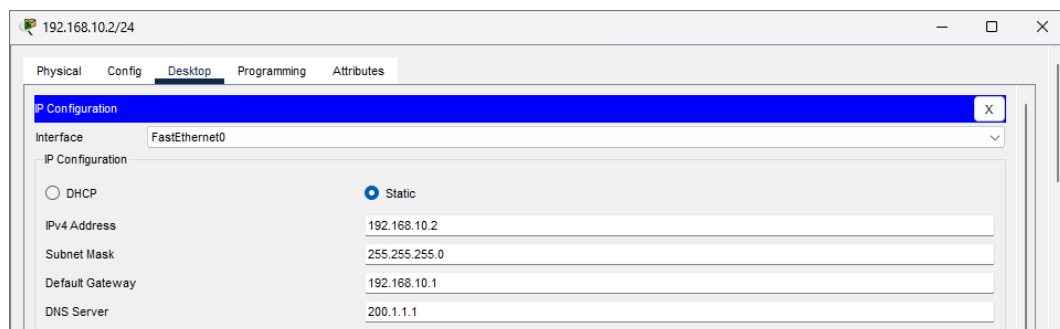 192.168.10.2/24
Physical Config Desktop Programming Attributes
IP Configuration X
Interface FastEthernet0
IP Configuration
DHCP Static
IPv4 Address 192.168.10.2
Subnet Mask 255.255.255.0
Default Gateway 192.168.10.1
DNS Server 200.1.1.1